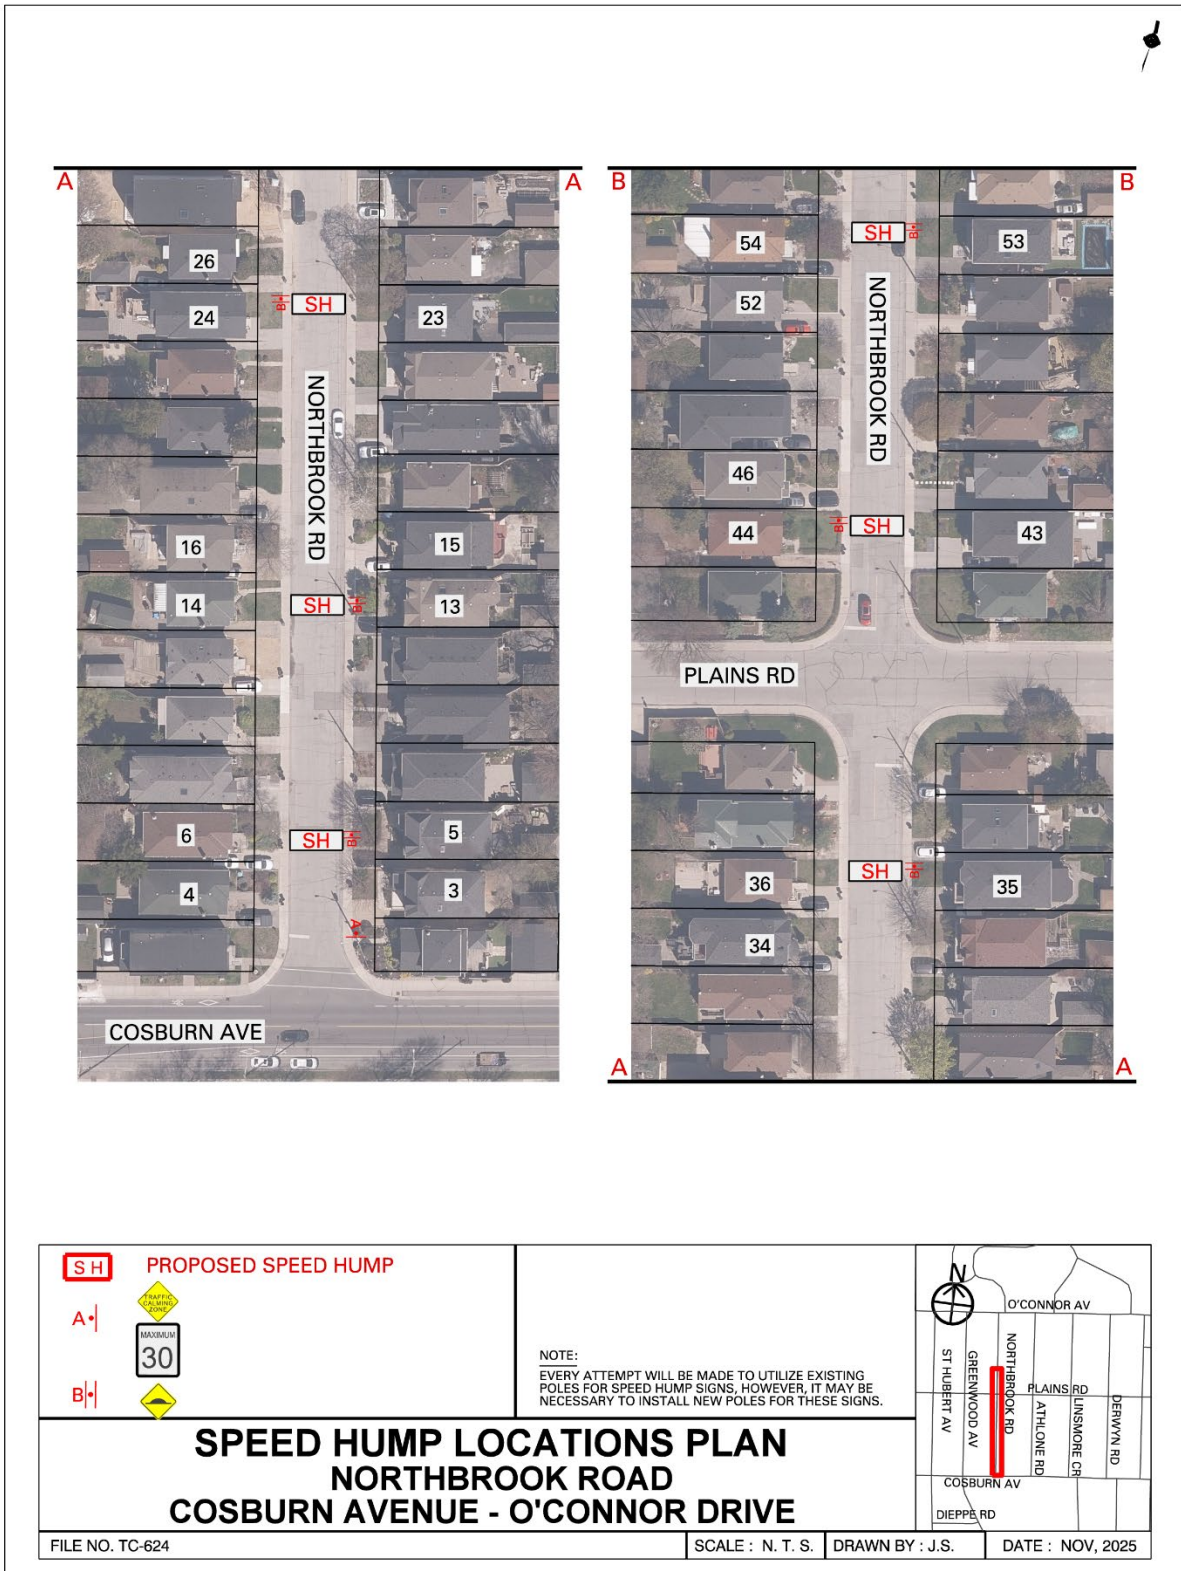 A A
26
24
SH
B
23
NORTHBROOK RD
16
15
14
SH
B
13
6
SH
B
5
4
3
A
COSBURN AVE
B B
54
SH
B
53
52
NORTHBROOK RD
46
44
B
SH
43
PLAINS RD
36
SH
B
35
34
A A
SH PROPOSED SPEED HUMP
A
TRAFFIC
CALMING
ZONE
MAXIMUM
30
B
NOTE:
EVERY ATTEMPT WILL BE MADE TO UTILIZE EXISTING
POLES FOR SPEED HUMP SIGNS, HOWEVER, IT MAY BE
NECESSARY TO INSTALL NEW POLES FOR THESE SIGNS.
N
O'CONNOR AV
ST HUBERT AV
GREENWOOD AV
NORTHBROOK RD
PLAINS RD
ATHLONE RD
LINSMORE CR
DERWYN RD
COSBURN AV
DIEPPE RD
SPEED HUMP LOCATIONS PLAN
NORTHBROOK ROAD
COSBURN AVENUE - O'CONNOR DRIVE
FILE NO. TC-624
SCALE : N. T. S.
DRAWN BY : J.S.
DATE : NOV, 2025